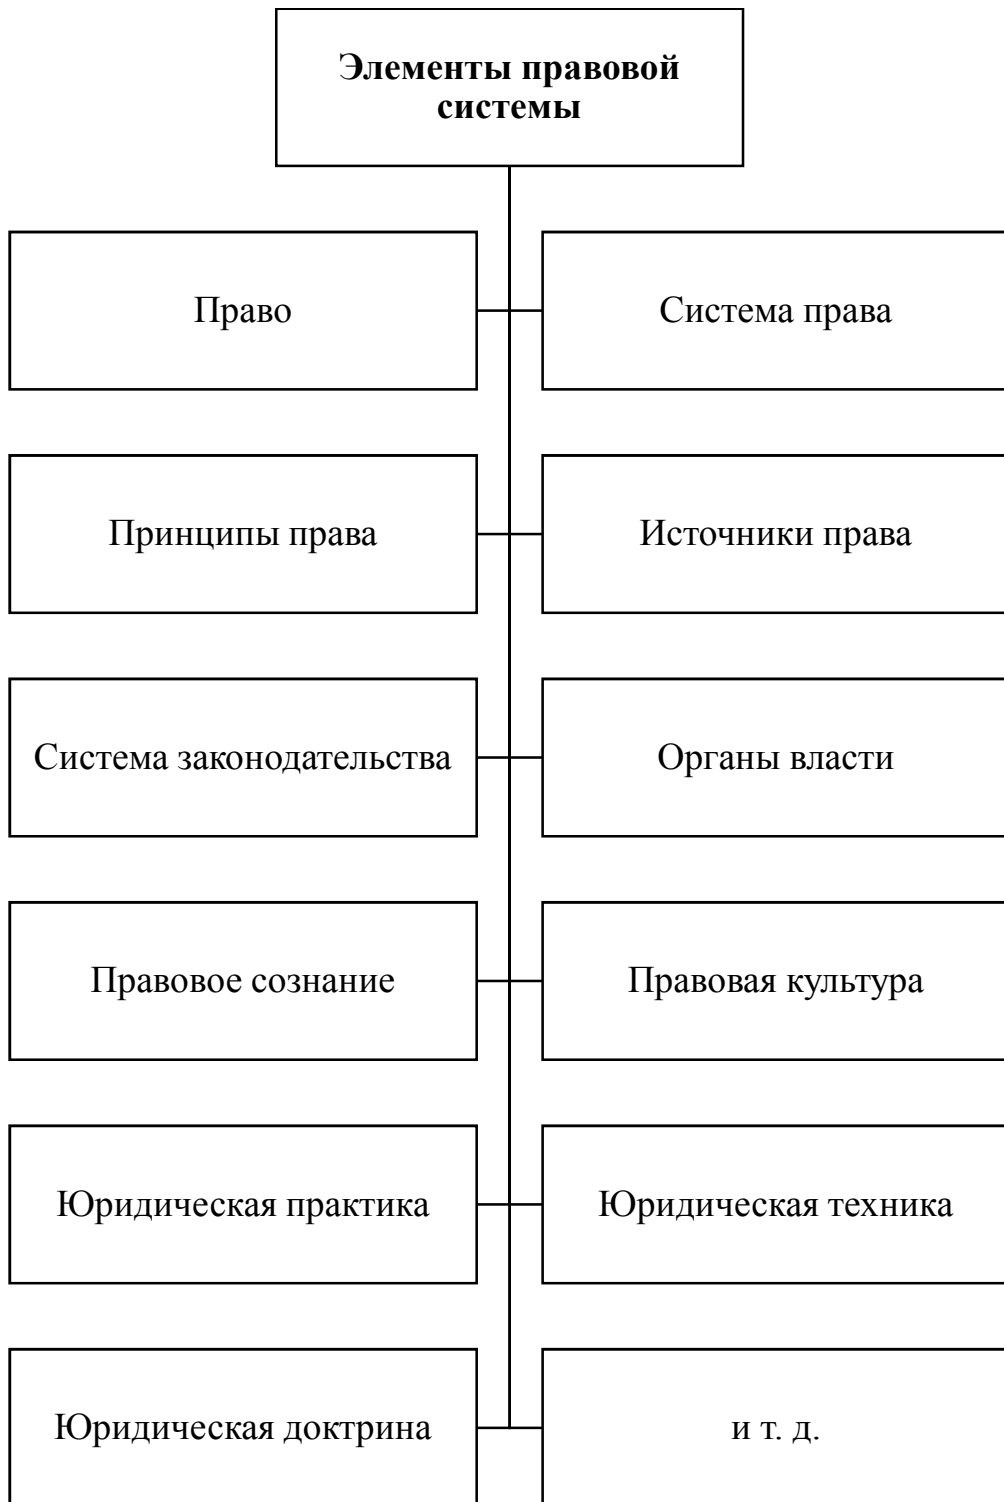 Элементы правовой
системы
Право
Система права
Принципы права
Источники права
Система законодательства
Органы власти
Правовое сознание
Правовая культура
Юридическая практика
Юридическая техника
Юридическая доктрина
и т. д.